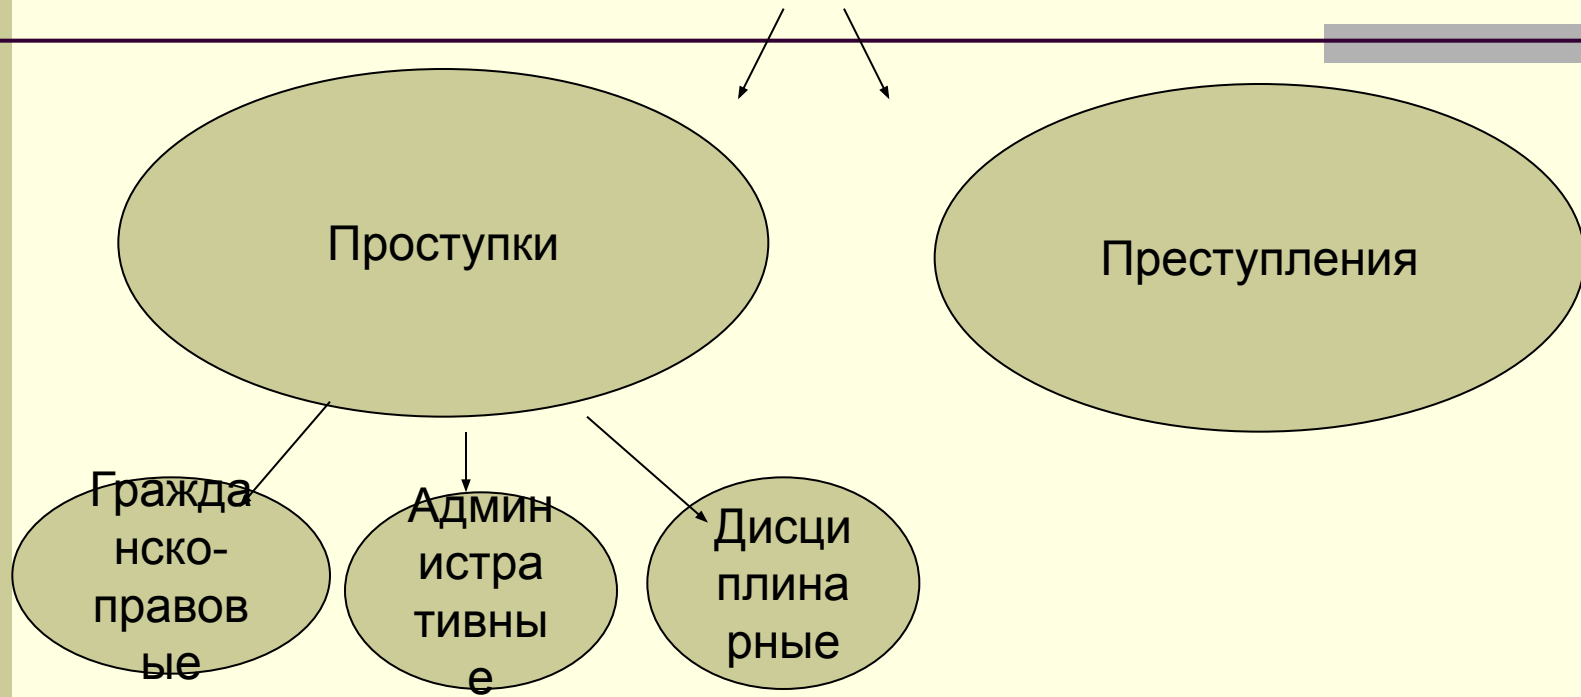 Проступки
Преступления
Гражда
нско-
правов
ые
Админ
истра
тивны
е
Дисци
плина
рные